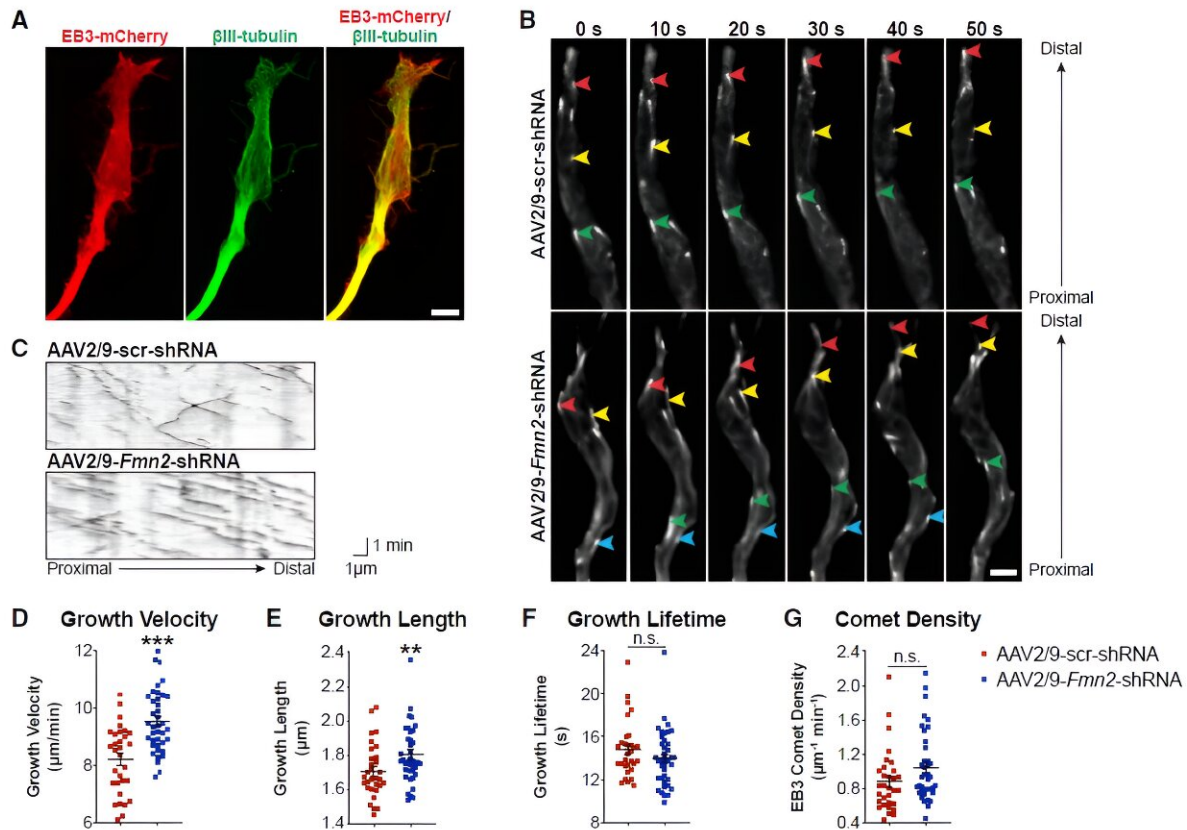 A
EB3-mCherry
βIII-tubulin
EB3-mCherry/
βIII-tubulin
B
0 s
10 s
20 s
30 s
40 s
50 s
AAV2/9-scr-shRNA
AAV2/9-Fmn2-shRNA
Distal
Proximal
Distal
Proximal
C
AAV2/9-scr-shRNA
AAV2/9-Fmn2-shRNA
Proximal
Distal
1 min
1μm
D
Growth Velocity
***
Growth Velocity
(μm/min)
12
10
8
6
E
Growth Length
**
Growth Length
(μm)
2.4
2.2
2.0
1.8
1.6
1.4
F
Growth Lifetime
n.s.
Growth Lifetime
(s)
24
20
16
12
8
G
Comet Density
n.s.
EB3 Comet Density
(μm⁻¹ min⁻¹)
2.4
2.0
1.6
1.2
0.8
0.4
AAV2/9-scr-shRNA
AAV2/9-Fmn2-shRNA